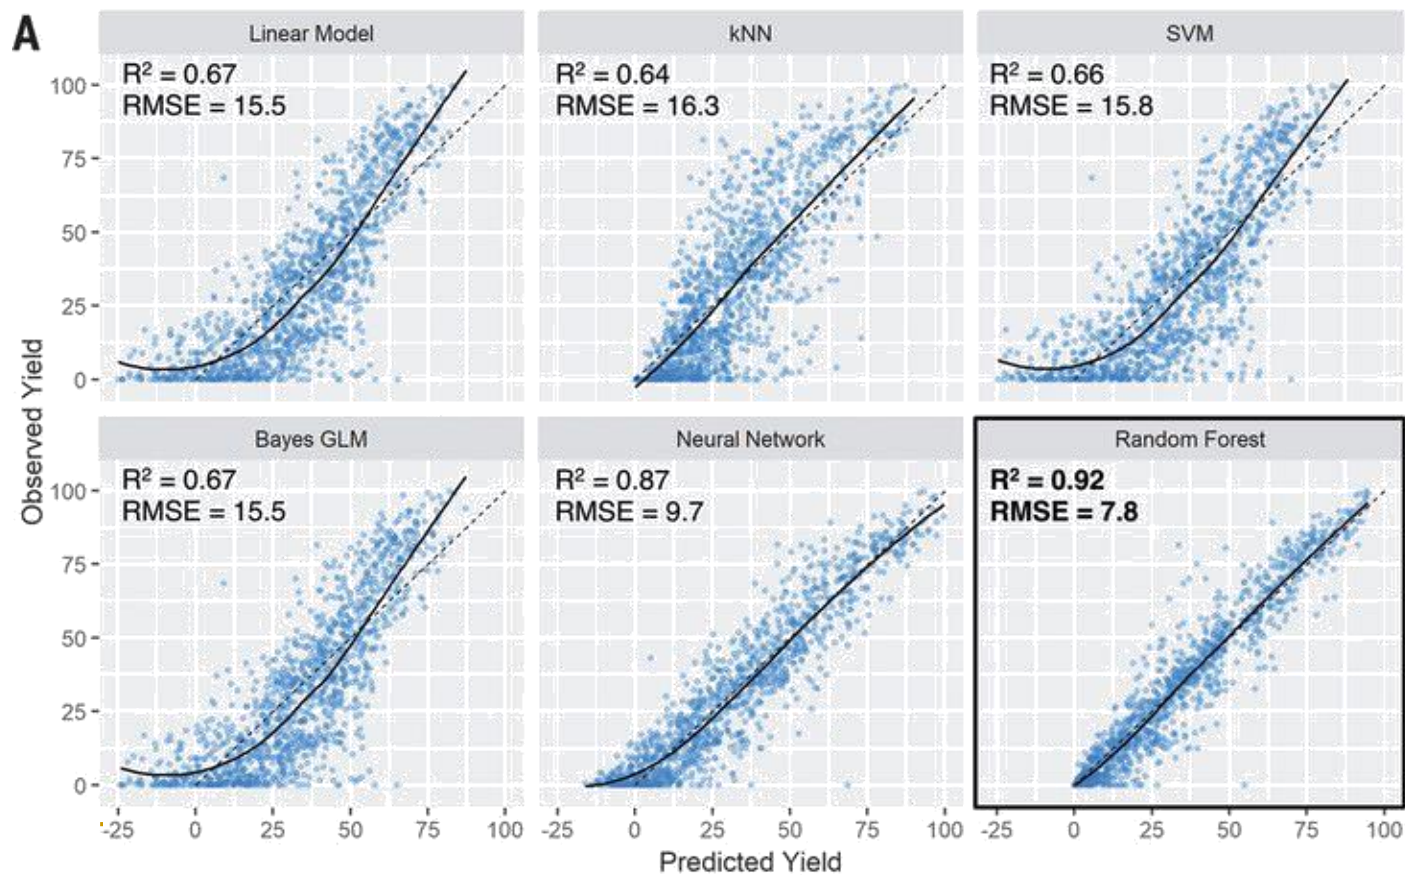 A
Linear Model
kNN
SVM
R² = 0.67
RMSE = 15.5
R² = 0.64
RMSE = 16.3
R² = 0.66
RMSE = 15.8
100
75
50
25
0
Observed Yield
Bayes GLM
Neural Network
Random Forest
R² = 0.67
RMSE = 15.5
R² = 0.87
RMSE = 9.7
R² = 0.92
RMSE = 7.8
100
75
50
25
0
-25 0 25 50 75 100
-25 0 25 50 75 100
-25 0 25 50 75 100
Predicted Yield